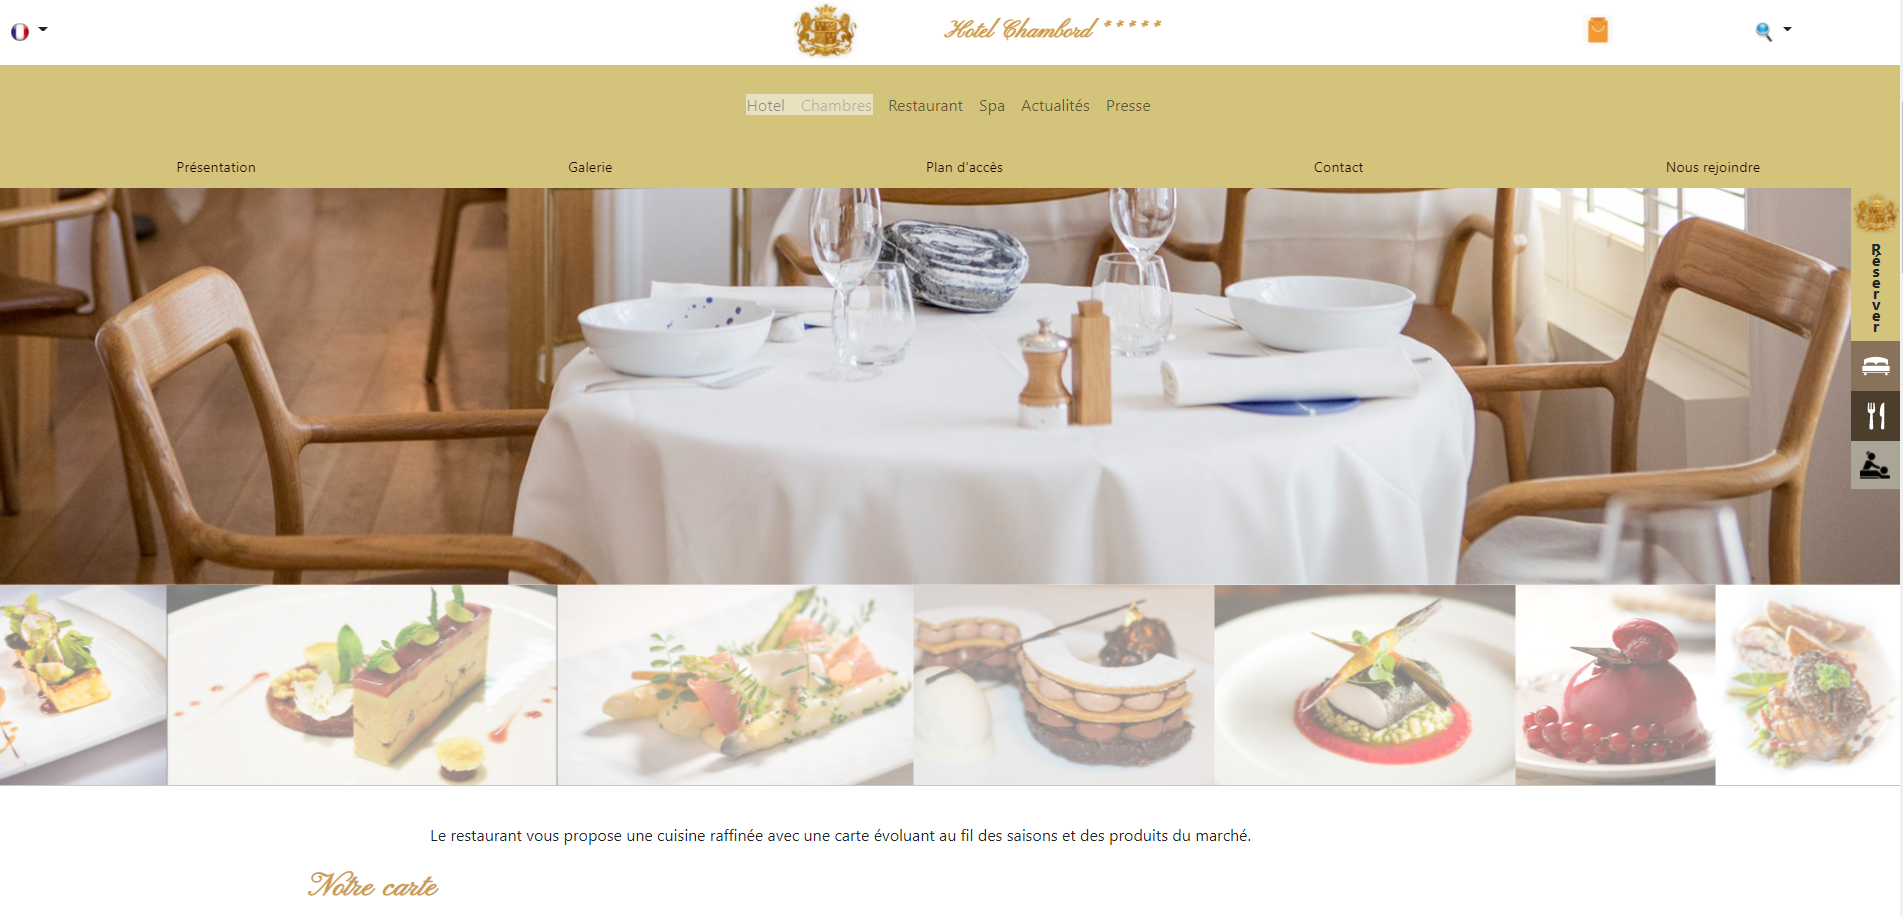 Hotel Chambord *****
Hotel Chambres Restaurant Spa Actualités Presse
Présentation Galerie Plan d'accès Contact Nous rejoindre
Réserver
Le restaurant vous propose une cuisine raffinée avec une carte évoluant au fil des saisons et des produits du marché.
Notre carte